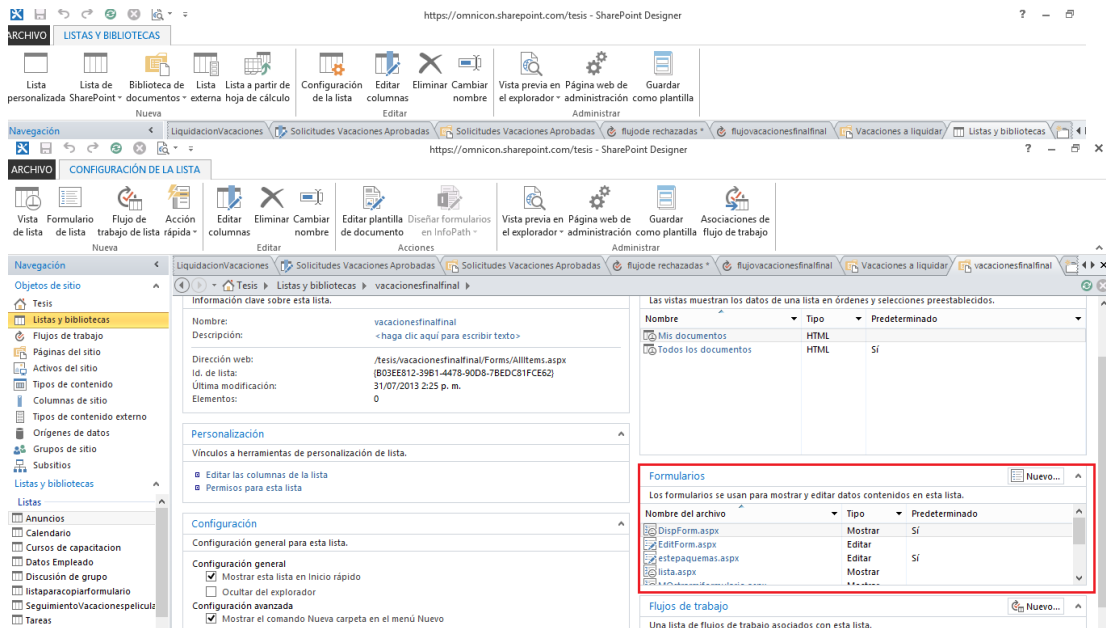 https://omnicon.sharepoint.com/tesis - SharePoint Designer
ARCHIVO LISTAS Y BIBLIOTECAS
Lista personalizada
Lista de SharePoint
Biblioteca de documentos
Lista externa
Lista a partir de hoja de cálculo
Configuración de la lista
Editar columnas
Eliminar
Cambiar nombre
Vista previa en el explorador
Página web de administración
Guardar como plantilla
Nueva Editar Administrar
Navegación LiquidacionVacaciones Solicitudes Vacaciones Aprobadas Solicitudes Vacaciones Aprobadas flujode rechazadas * flujovacacionesfinalfinal Vacaciones a liquidar Listas y bibliotecas
https://omnicon.sharepoint.com/tesis - SharePoint Designer
ARCHIVO CONFIGURACIÓN DE LA LISTA
Vista de lista
Formulario de lista
Flujo de trabajo de lista
Acción rápida
Editar columnas
Eliminar
Cambiar nombre
Editar plantilla de documento
Diseñar formularios en InfoPath
Vista previa en el explorador
Página web de administración
Guardar como plantilla
Asociaciones de flujo de trabajo
Nueva Editar Acciones Administrar
Navegación LiquidacionVacaciones Solicitudes Vacaciones Aprobadas Solicitudes Vacaciones Aprobadas flujode rechazadas * flujovacacionesfinalfinal Vacaciones a liquidar vacacionesfinalfinal
Tesis Listas y bibliotecas vacacionesfinalfinal
Objetos de sitio
Tesis
Listas y bibliotecas
Flujos de trabajo
Páginas del sitio
Activos del sitio
Tipos de contenido
Columnas de sitio
Tipos de contenido externo
Orígenes de datos
Grupos de sitio
Subsitios
Listas y bibliotecas
Listas
Anuncios
Calendario
Cursos de capacitacion
Datos Empleado
Discusión de grupo
listaparacopiarformulario
SeguimientoVacacionespelicula
Tareas
Información clave sobre esta lista.
Nombre: vacacionesfinalfinal
Descripción: <haga clic aquí para escribir texto>
Dirección web: /tesis/vacacionesfinalfinal/Forms/AllItems.aspx
Id. de lista: {B03EE812-39B1-4478-90D8-7BEDC81FCE62}
Última modificación: 31/07/2013 2:25 p. m.
Elementos: 0
Personalización
Vínculos a herramientas de personalización de lista.
Editar las columnas de la lista
Permisos para esta lista
Configuración
Configuración general para esta lista.
Configuración general
Mostrar esta lista en Inicio rápido
Ocultar del explorador
Configuración avanzada
Mostrar el comando Nueva carpeta en el menú Nuevo
Las vistas muestran los datos de una lista en órdenes y selecciones preestablecidos.
Nombre Tipo Predeterminado
Mis documentos HTML
Todos los documentos HTML Sí
Formularios Nuevo...
Los formularios se usan para mostrar y editar datos contenidos en esta lista.
Nombre del archivo Tipo Predeterminado
DispForm.aspx Mostrar Sí
EditForm.aspx Editar
estepaquemas.aspx Editar Sí
lista.aspx Mostrar
Mostrar
Flujos de trabajo Nuevo...
Una lista de flujos de trabajo asociados con esta lista.